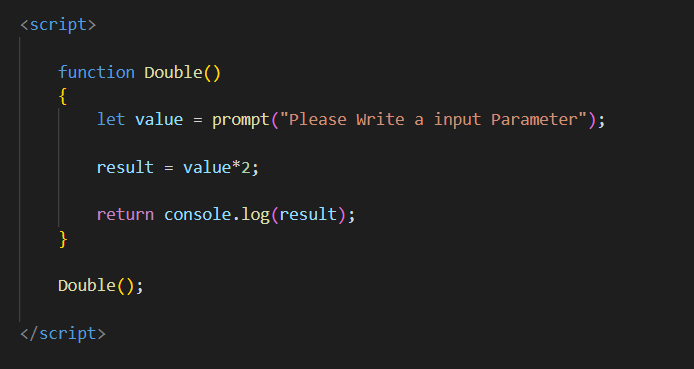 <script>
function Double()
{
let value = prompt("Please Write a input Parameter");
result = value*2;
return console.log(result);
}
Double();
</script>